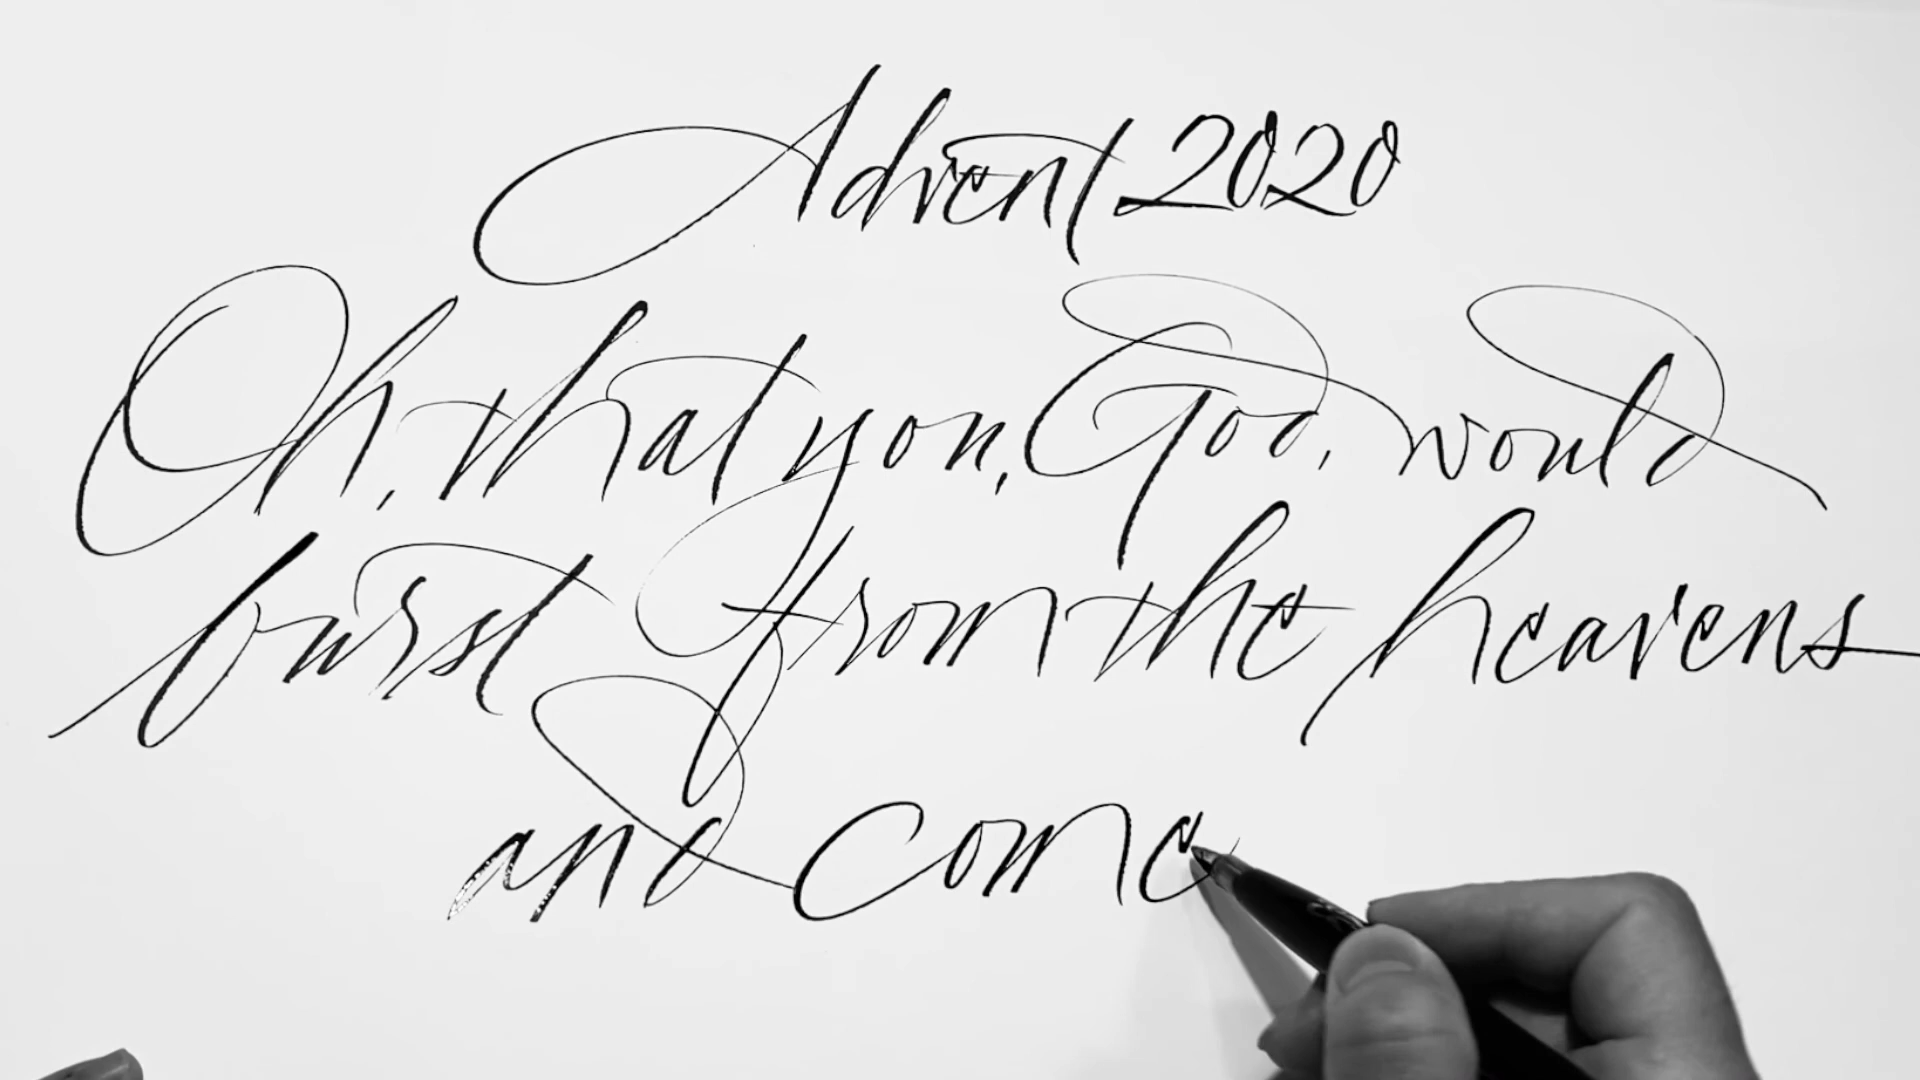 Advent 2020
Oh, that you, God, would
burst from the heavens
and come